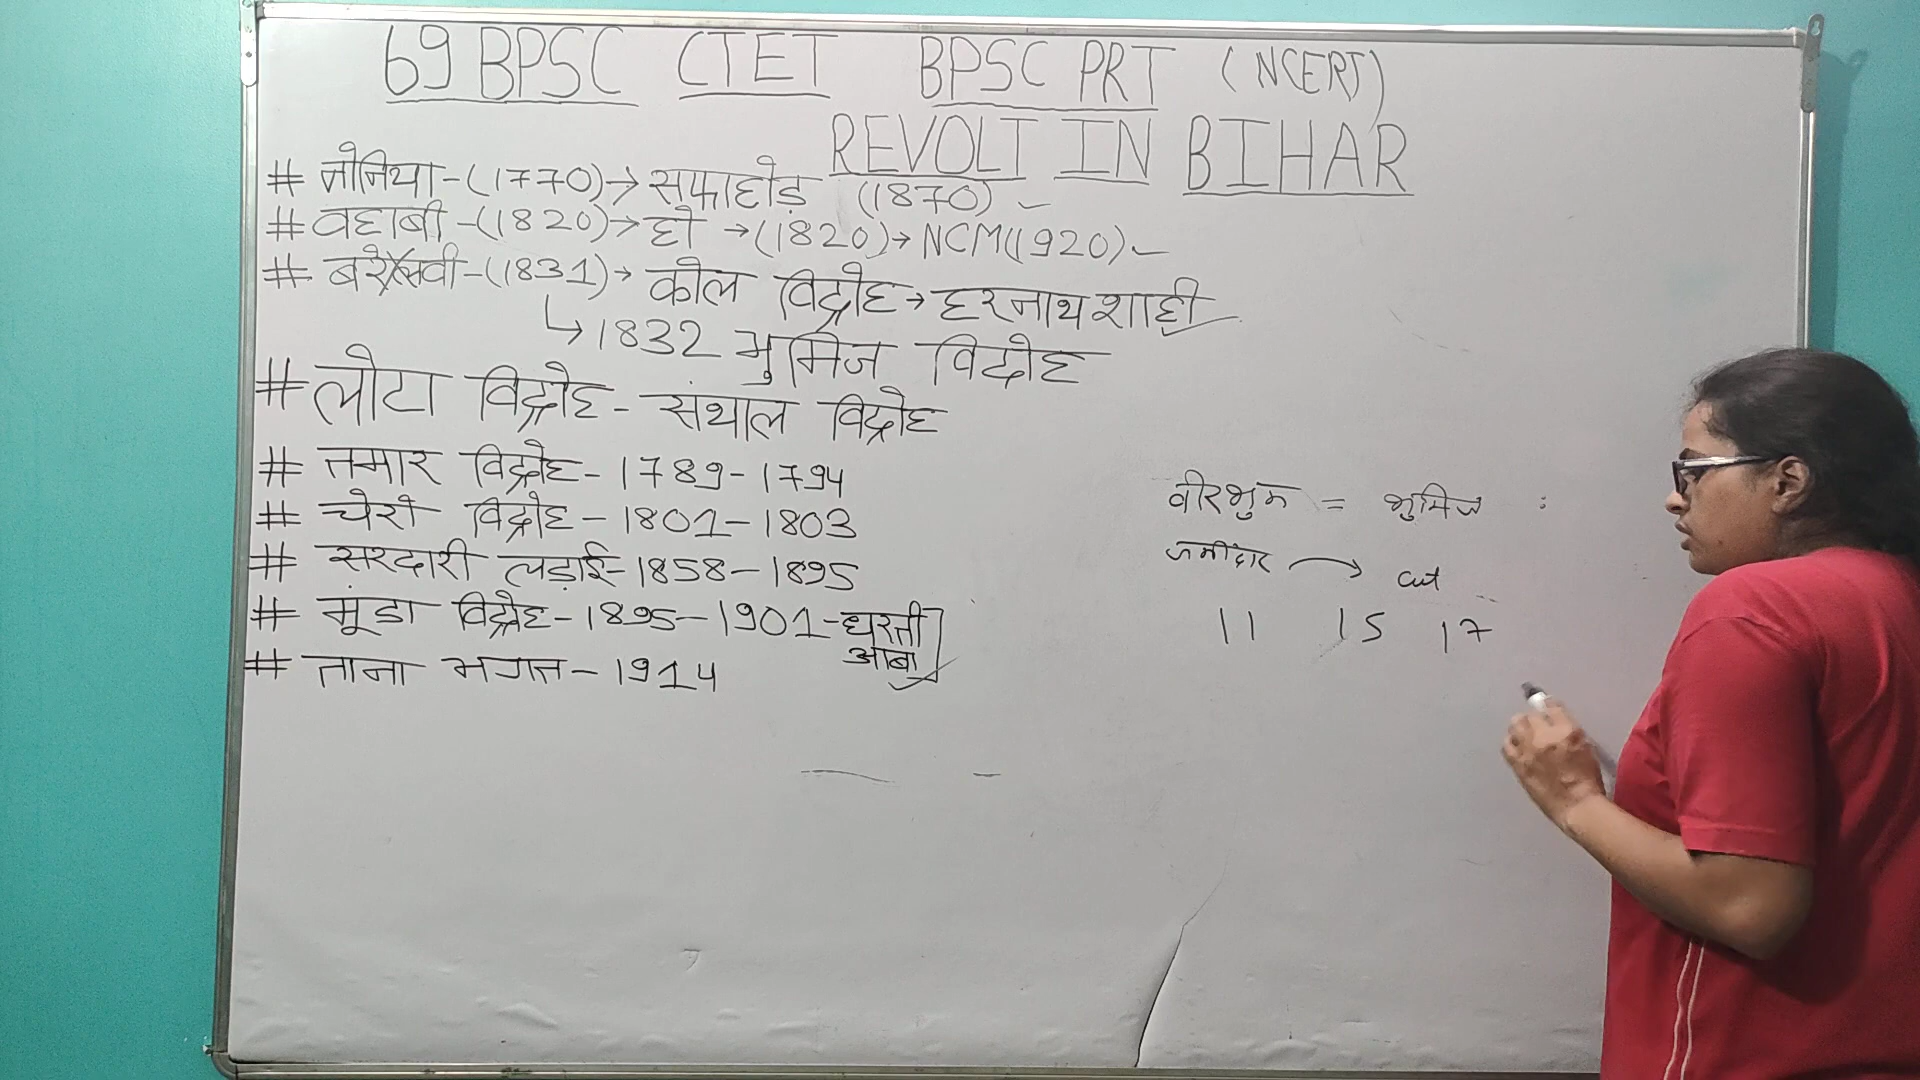 69 BPSC CTET BPSC PRT (NCERT)
REVOLT IN BIHAR
# नोनिया-(1770)→ सफाहोड़ (1870)
# वहाबी-(1820)→ हो →(1820)→ NCM(1920)
# बरेलवी-(1831)→ कोल विद्रोह→ हरनाथ शाही
↳1832 भुमिज विद्रोह
# लोटा विद्रोह - संथाल विद्रोह
# तमार विद्रोह-1789-1794
# चेरो विद्रोह-1801-1803
# सरदारी लड़ाई-1858-1895
# मूंडा विद्रोह-1895-1901-धरती
आबा
# ताना भगत-1914
वीरभुम = भुमिज :
जमींदार → cut
11 15 17